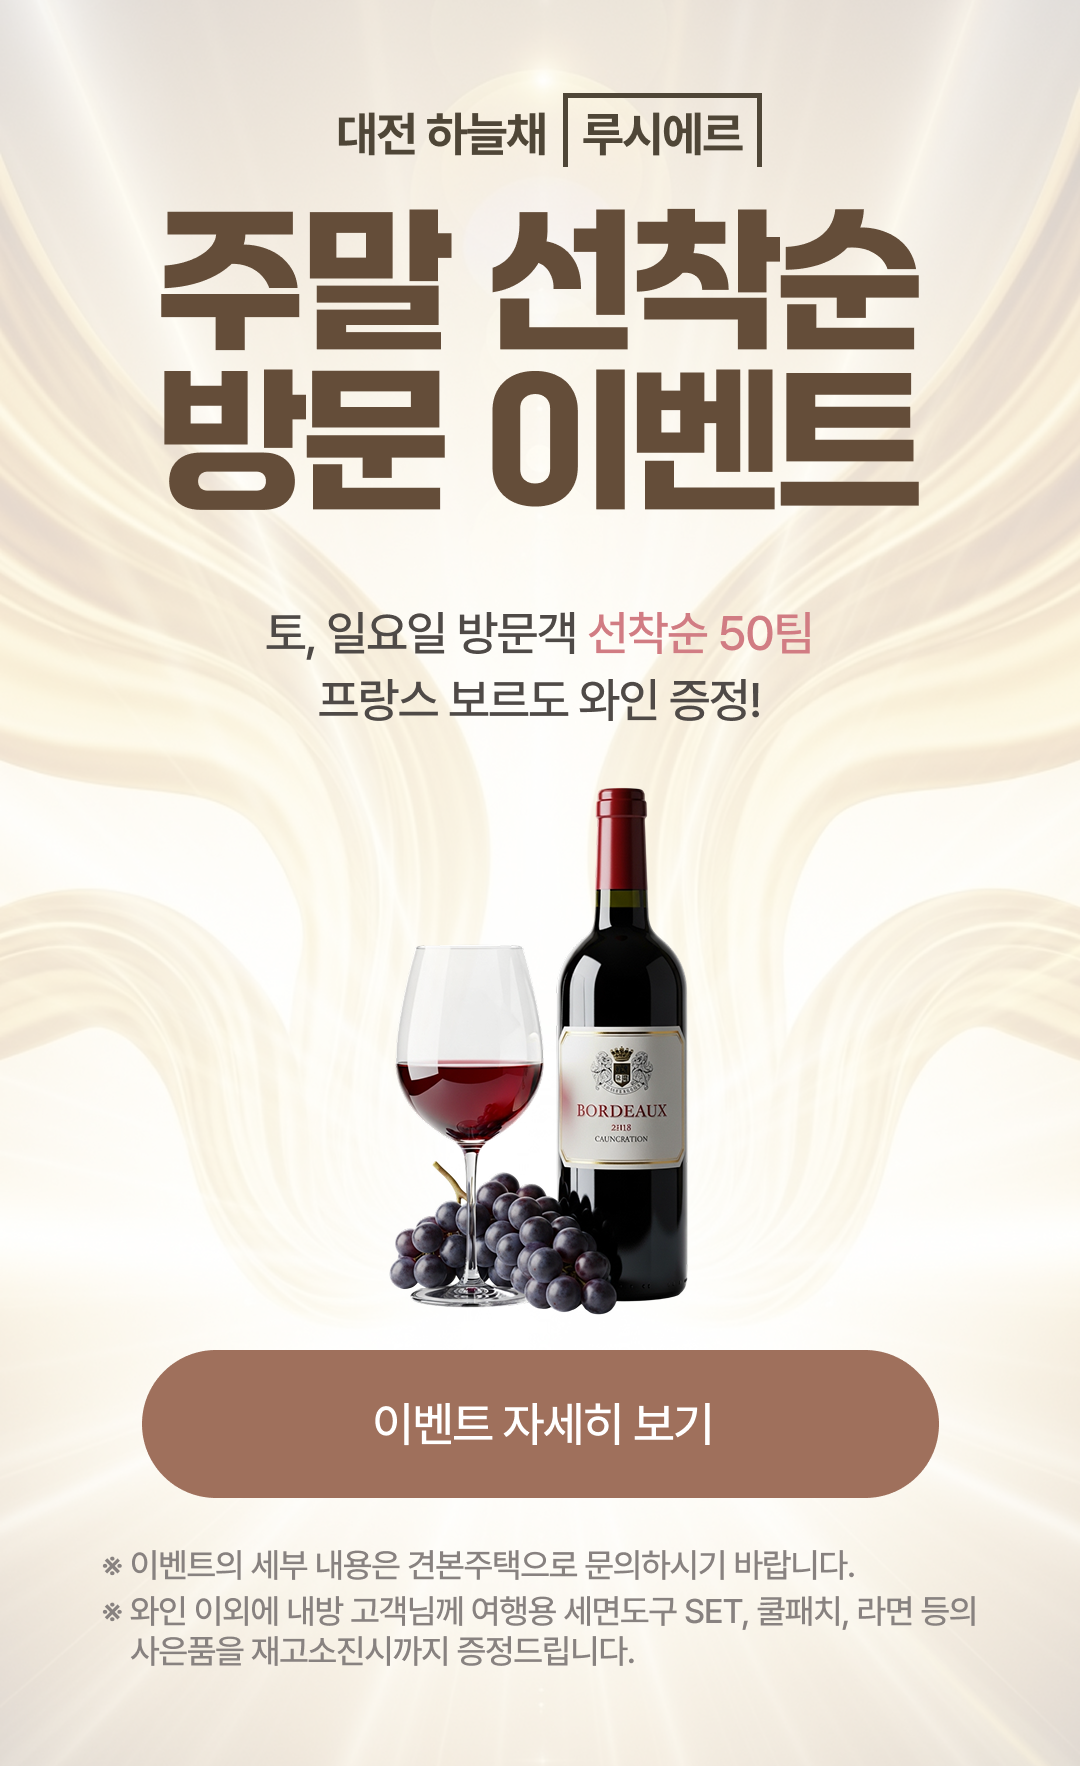 대전 하늘채 루시에르
주말 선착순
방문 이벤트
토, 일요일 방문객 선착순 50팀
프랑스 보르도 와인 증정!
BORDEAUX
CAUNCRATION
이벤트 자세히 보기
※ 이벤트의 세부 내용은 견본주택으로 문의하시기 바랍니다.
※ 와인 이외에 내방 고객님께 여행용 세면도구 SET, 쿨패치, 라면 등의
사은품을 재고소진시까지 증정드립니다.